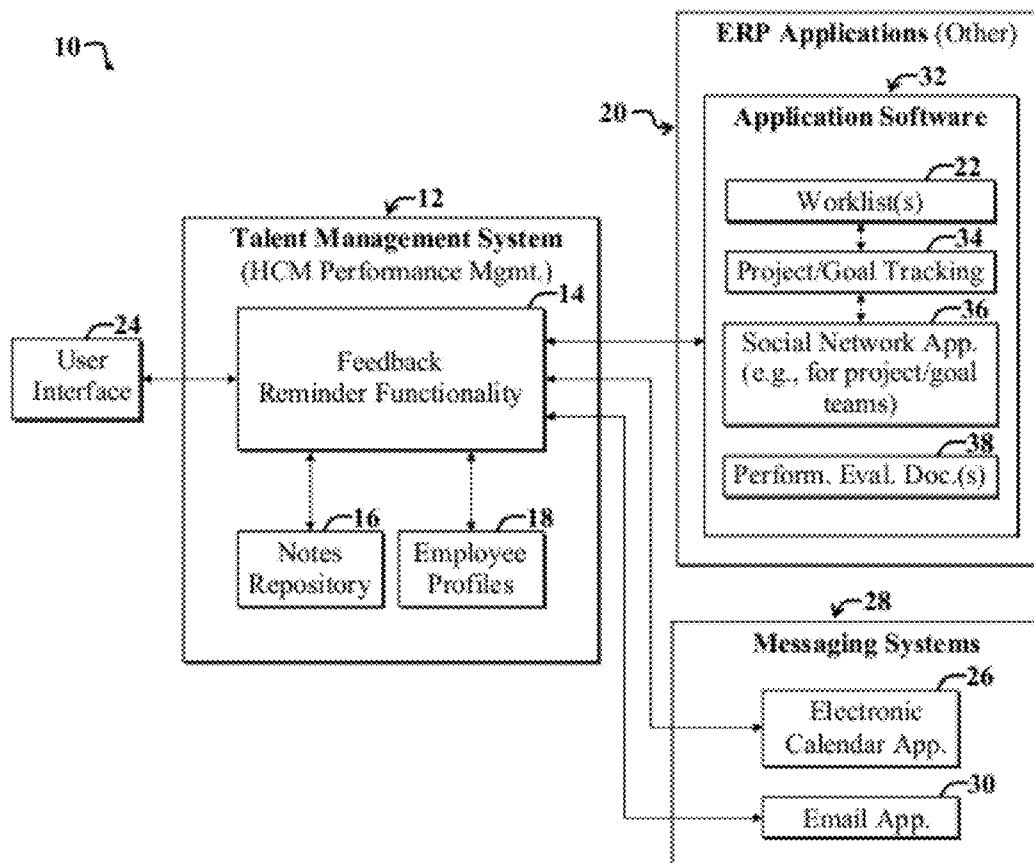 10
ERP Applications (Other)
32
20
Application Software
22
Worklist(s)
34
Project/Goal Tracking
36
Social Network App.
(e.g., for project/goal
teams)
38
Perform. Eval. Doc.(s)
12
Talent Management System
(HCM Performance Mgmt.)
14
Feedback
Reminder Functionality
24
User
Interface
16
Notes
Repository
18
Employee
Profiles
28
Messaging Systems
26
Electronic
Calendar App.
30
Email App.